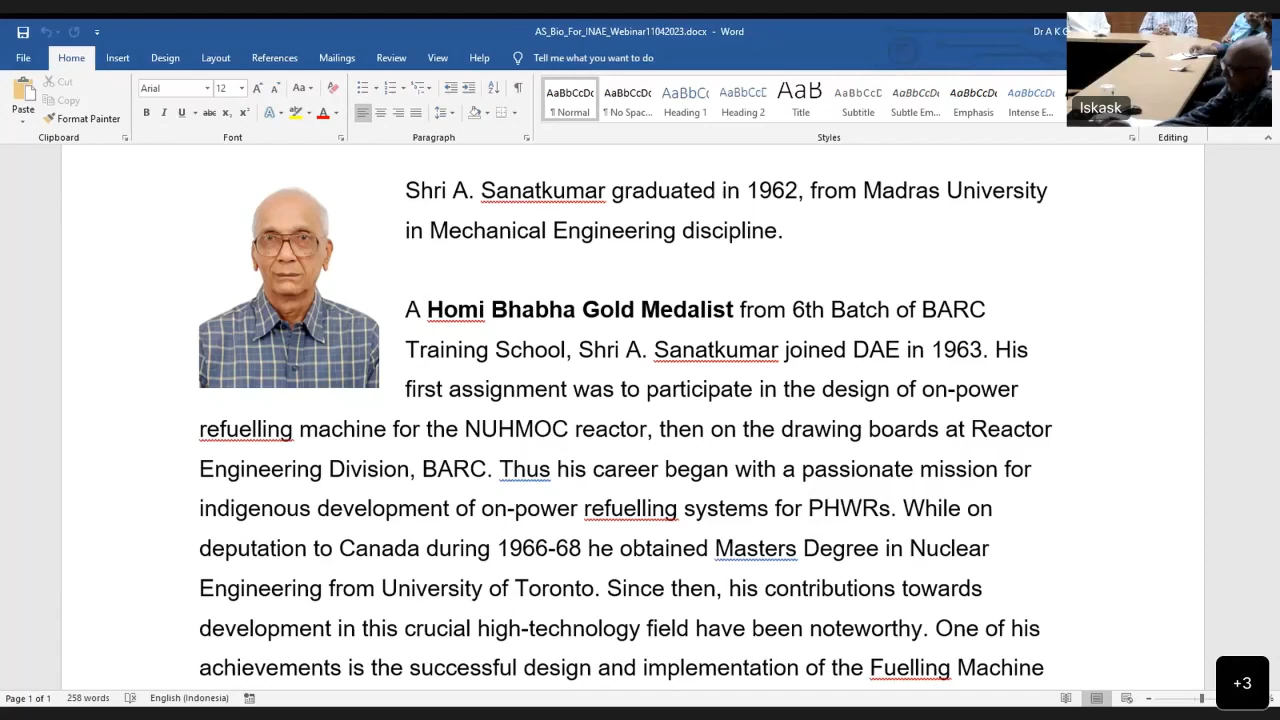 AS_Bio_For_INAE_Webinar11042023.docx - Word
Dr A K G
File Home Insert Design Layout References Mailings Review View Help Tell me what you want to do
Paste
Cut
Copy
Format Painter
Clipboard
Arial 12
Font
Paragraph
AaBbCcDc AaBbCcDc AaBbCc AaBbCcC AaB AaBbCcD AaBbCcDc AaBbCcDc AaBbCcDc
¶ Normal ¶ No Spac... Heading 1 Heading 2 Title Subtitle Subtle Em... Emphasis Intense E...
Styles
Editing
Iskask
Shri A. Sanatkumar graduated in 1962, from Madras University
in Mechanical Engineering discipline.
A Homi Bhabha Gold Medalist from 6th Batch of BARC
Training School, Shri A. Sanatkumar joined DAE in 1963. His
first assignment was to participate in the design of on-power
refuelling machine for the NUHMOC reactor, then on the drawing boards at Reactor
Engineering Division, BARC. Thus his career began with a passionate mission for
indigenous development of on-power refuelling systems for PHWRs. While on
deputation to Canada during 1966-68 he obtained Masters Degree in Nuclear
Engineering from University of Toronto. Since then, his contributions towards
development in this crucial high-technology field have been noteworthy. One of his
achievements is the successful design and implementation of the Fuelling Machine
Page 1 of 1 258 words English (Indonesia)
+3